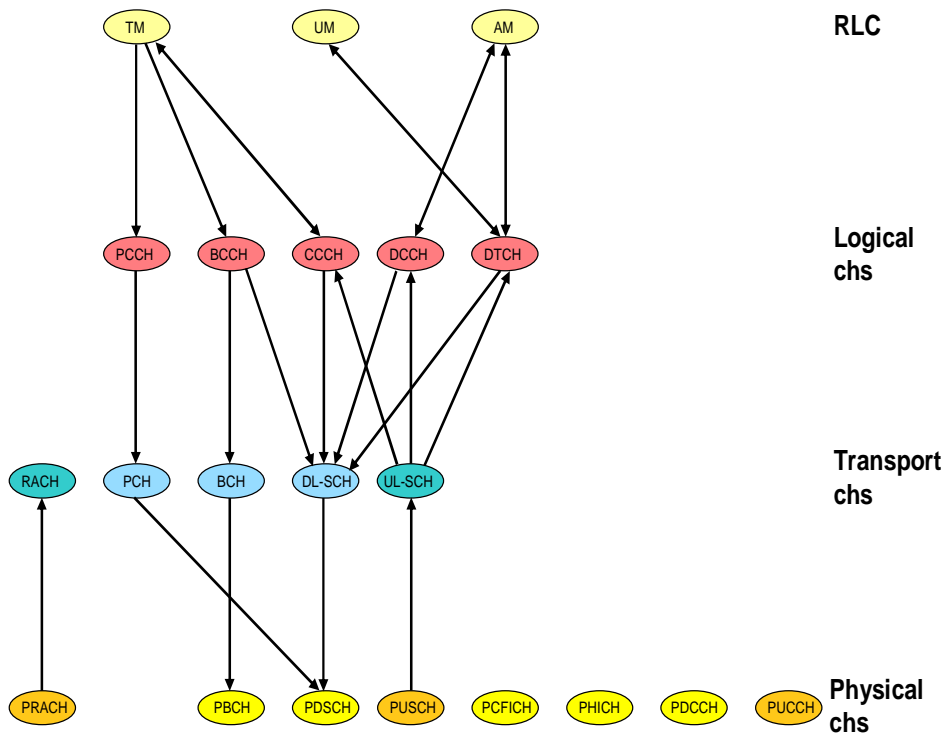 TM UM AM RLC
PCCH BCCH CCCH DCCH DTCH Logical
chs
RACH PCH BCH DL-SCH UL-SCH Transport
chs
PRACH PBCH PDSCH PUSCH PCFICH PHICH PDCCH PUCCH Physical
chs